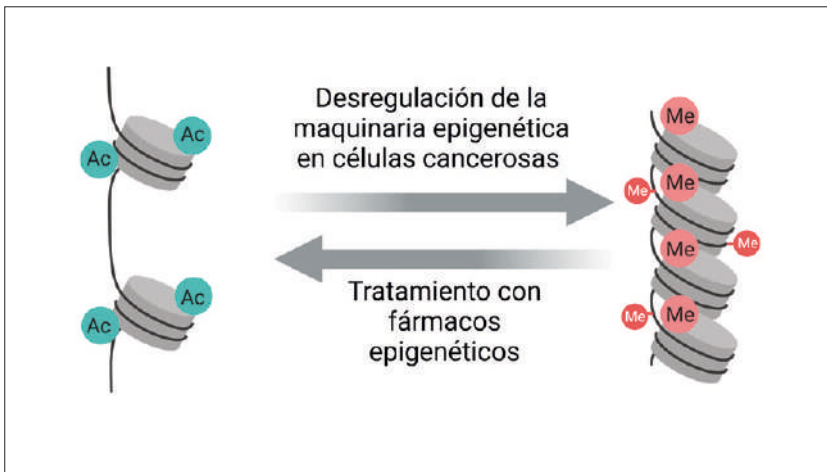 Desregulación de la
maquinaria epigenética
en células cancerosas
Tratamiento con
fármacos
epigenéticos
Ac
Ac
Ac
Ac
Me
Me
Me
Me
Me
Me
Me